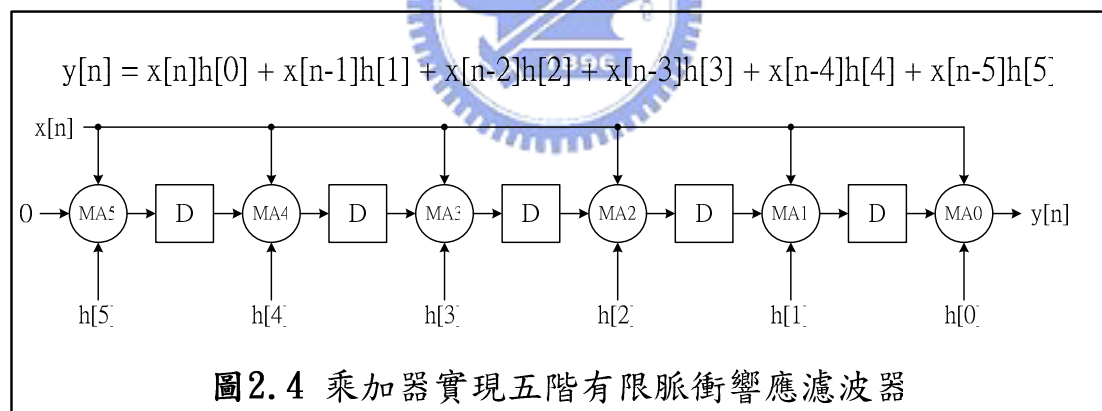 y[n] = x[n]h[0] + x[n-1]h[1] + x[n-2]h[2] + x[n-3]h[3] + x[n-4]h[4] + x[n-5]h[5]
x[n]
0 MA5 D MA4 D MA3 D MA2 D MA1 D MA0 y[n]
h[5] h[4] h[3] h[2] h[1] h[0]
圖2.4 乘加器實現五階有限脈衝響應濾波器
1896